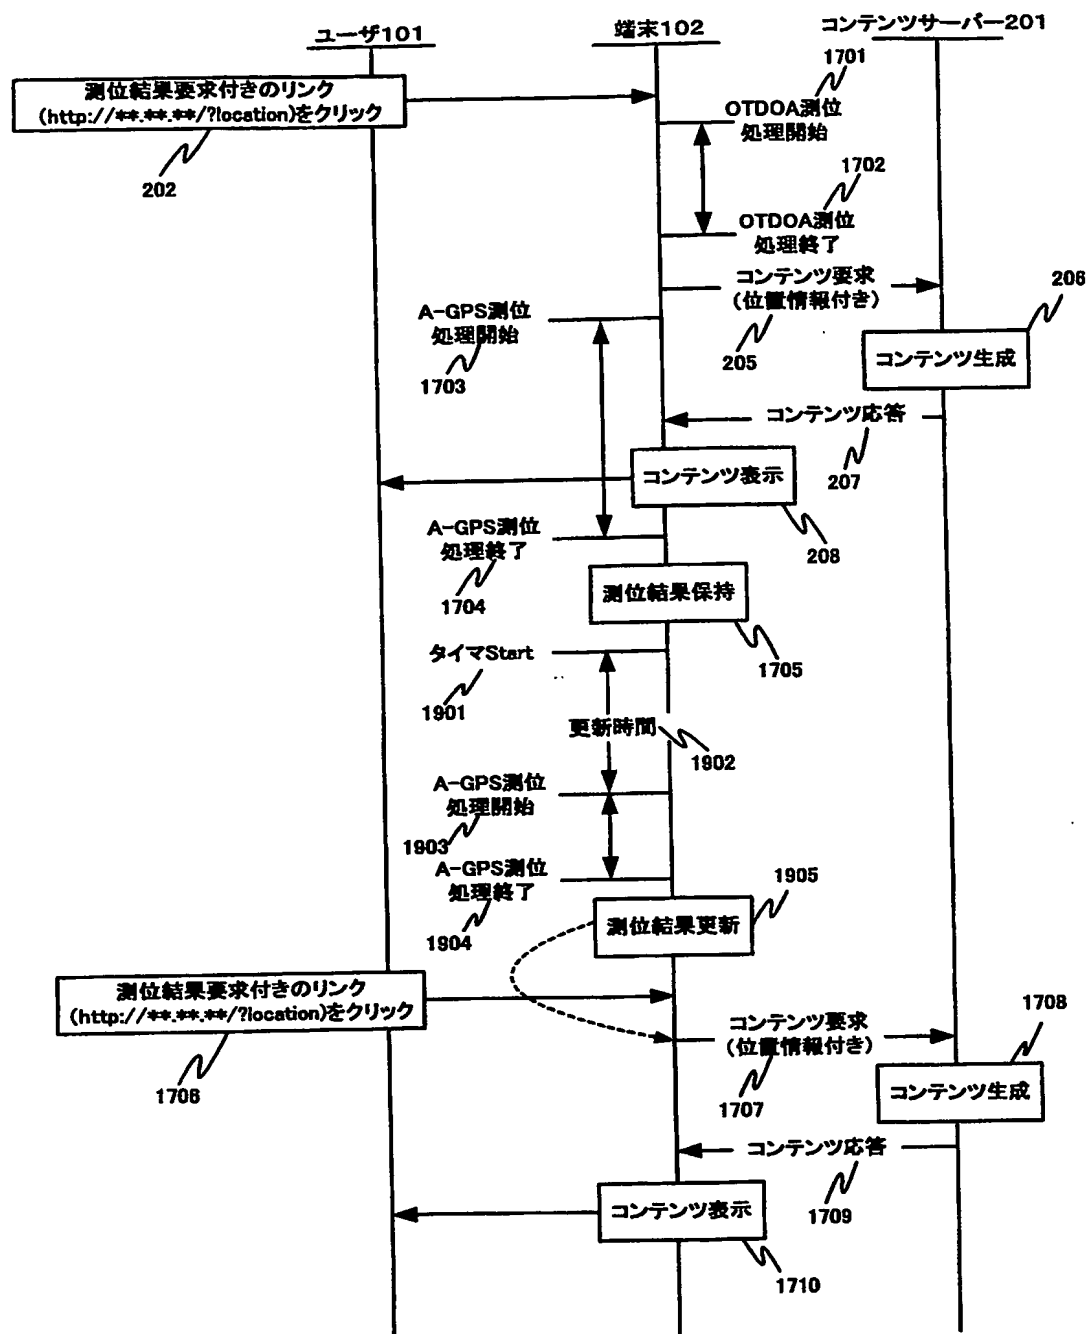 ユーザ101
端末102
コンテンツサーバー201
測位結果要求付きのリンク
(http://**.**.**/?location)をクリック
202
1701
OTDOA測位
処理開始
1702
OTDOA測位
処理終了
コンテンツ要求
(位置情報付き)
205
206
コンテンツ生成
A-GPS測位
処理開始
1703
コンテンツ応答
207
コンテンツ表示
208
A-GPS測位
処理終了
1704
測位結果保持
1705
タイマStart
1901
更新時間
1902
A-GPS測位
処理開始
1903
A-GPS測位
処理終了
1904
1905
測位結果更新
測位結果要求付きのリンク
(http://**.**.**/?location)をクリック
1706
コンテンツ要求
(位置情報付き)
1707
1708
コンテンツ生成
コンテンツ応答
1709
コンテンツ表示
1710